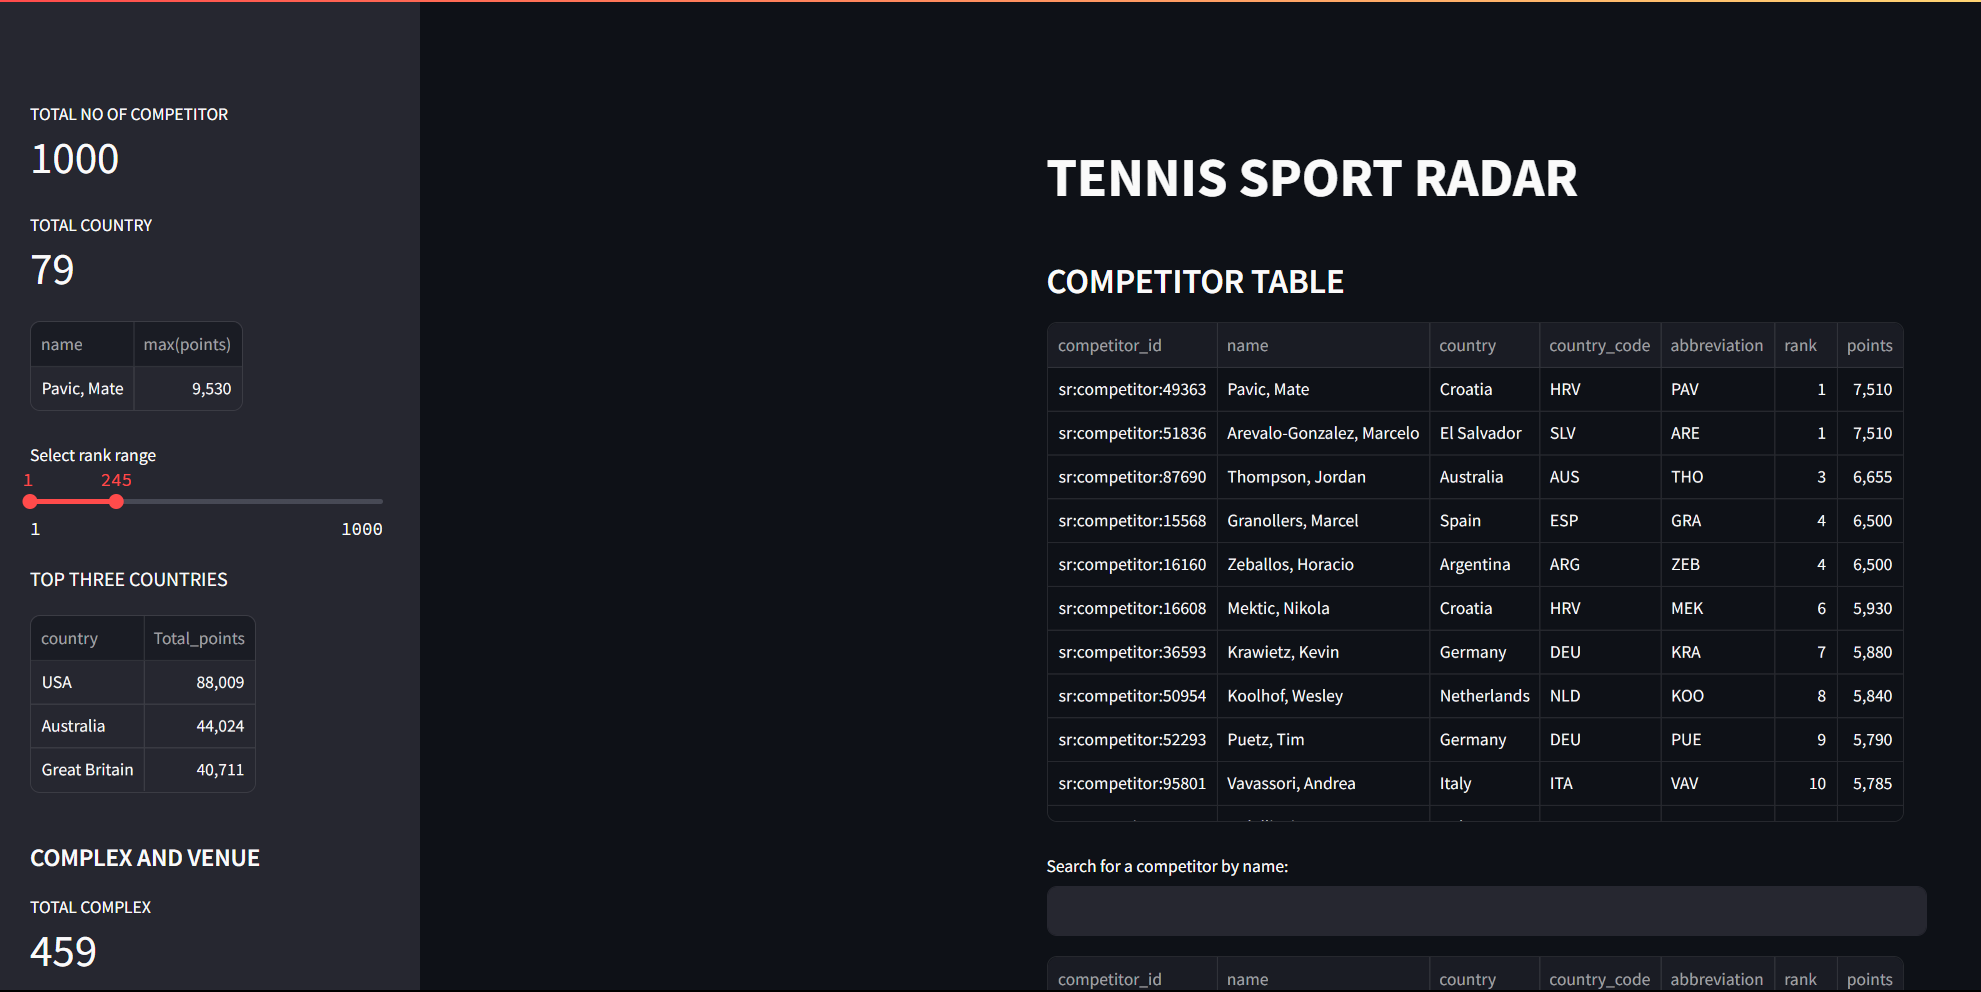 TOTAL NO OF COMPETITOR
1000
TOTAL COUNTRY
79
name max(points)
Pavic, Mate 9,530
Select rank range
1 245
1 1000
TOP THREE COUNTRIES
country Total_points
USA 88,009
Australia 44,024
Great Britain 40,711
COMPLEX AND VENUE
TOTAL COMPLEX
459
TENNIS SPORT RADAR
COMPETITOR TABLE
competitor_id name country country_code abbreviation rank points
sr:competitor:49363 Pavic, Mate Croatia HRV PAV 1 7,510
sr:competitor:51836 Arevalo-Gonzalez, Marcelo El Salvador SLV ARE 1 7,510
sr:competitor:87690 Thompson, Jordan Australia AUS THO 3 6,655
sr:competitor:15568 Granollers, Marcel Spain ESP GRA 4 6,500
sr:competitor:16160 Zeballos, Horacio Argentina ARG ZEB 4 6,500
sr:competitor:16608 Mektic, Nikola Croatia HRV MEK 6 5,930
sr:competitor:36593 Krawietz, Kevin Germany DEU KRA 7 5,880
sr:competitor:50954 Koolhof, Wesley Netherlands NLD KOO 8 5,840
sr:competitor:52293 Puetz, Tim Germany DEU PUE 9 5,790
sr:competitor:95801 Vavassori, Andrea Italy ITA VAV 10 5,785
Search for a competitor by name:
competitor_id name country country_code abbreviation rank points